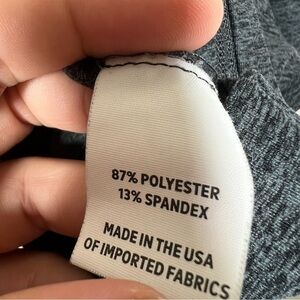 87% POLYESTER
13% SPANDEX
MADE IN THE USA
OF IMPORTED FABRICS